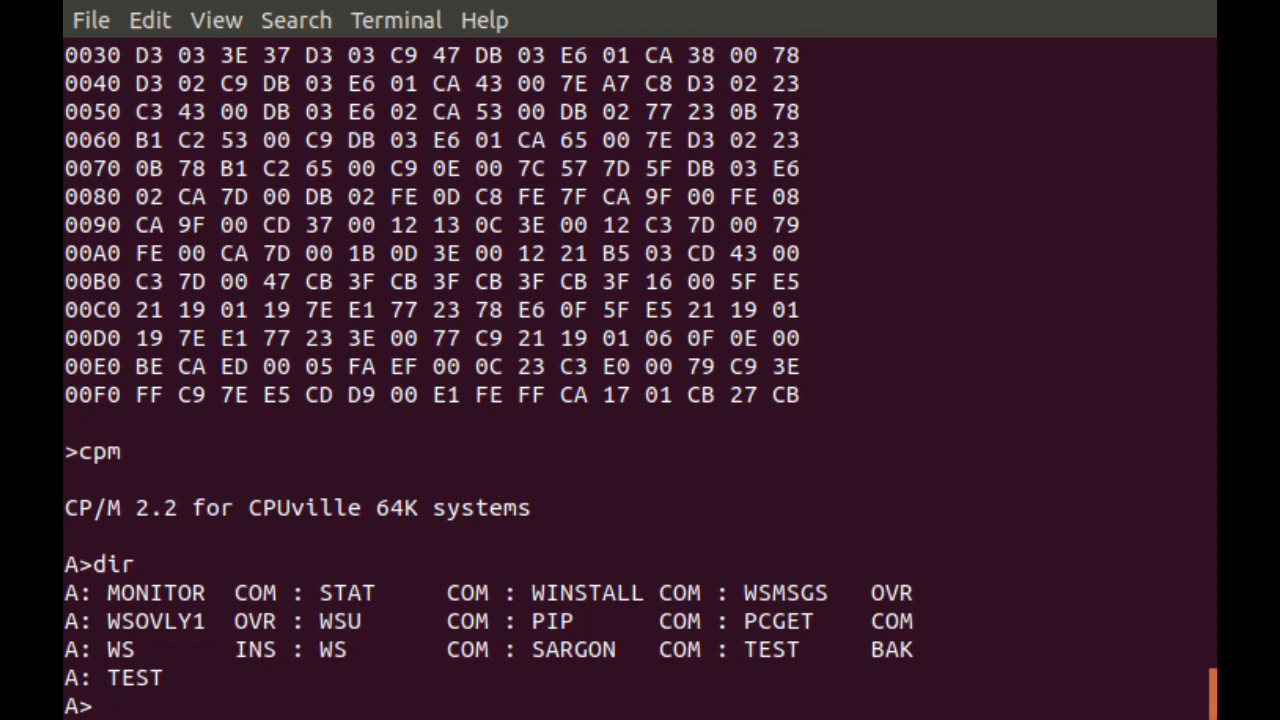 File Edit View Search Terminal Help
0030 D3 03 3E 37 D3 03 C9 47 DB 03 E6 01 CA 38 00 78
0040 D3 02 C9 DB 03 E6 01 CA 43 00 7E A7 C8 D3 02 23
0050 C3 43 00 DB 03 E6 02 CA 53 00 DB 02 77 23 0B 78
0060 B1 C2 53 00 C9 DB 03 E6 01 CA 65 00 7E D3 02 23
0070 0B 78 B1 C2 65 00 C9 0E 00 7C 57 7D 5F DB 03 E6
0080 02 CA 7D 00 DB 02 FE 0D C8 FE 7F CA 9F 00 FE 08
0090 CA 9F 00 CD 37 00 12 13 0C 3E 00 12 C3 7D 00 79
00A0 FE 00 CA 7D 00 1B 0D 3E 00 12 21 B5 03 CD 43 00
00B0 C3 7D 00 47 CB 3F CB 3F CB 3F CB 3F 16 00 5F E5
00C0 21 19 01 19 7E E1 77 23 78 E6 0F 5F E5 21 19 01
00D0 19 7E E1 77 23 3E 00 77 C9 21 19 01 06 0F 0E 00
00E0 BE CA ED 00 05 FA EF 00 0C 23 C3 E0 00 79 C9 3E
00F0 FF C9 7E E5 CD D9 00 E1 FE FF CA 17 01 CB 27 CB
>cpm
CP/M 2.2 for CPUville 64K systems
A>dir
A: MONITOR  COM : STAT     COM : WINSTALL COM : WSMSGS   OVR
A: WSOVLY1  OVR : WSU      COM : PIP      COM : PCGET    COM
A: WS       INS : WS       COM : SARGON   COM : TEST     BAK
A: TEST
A>